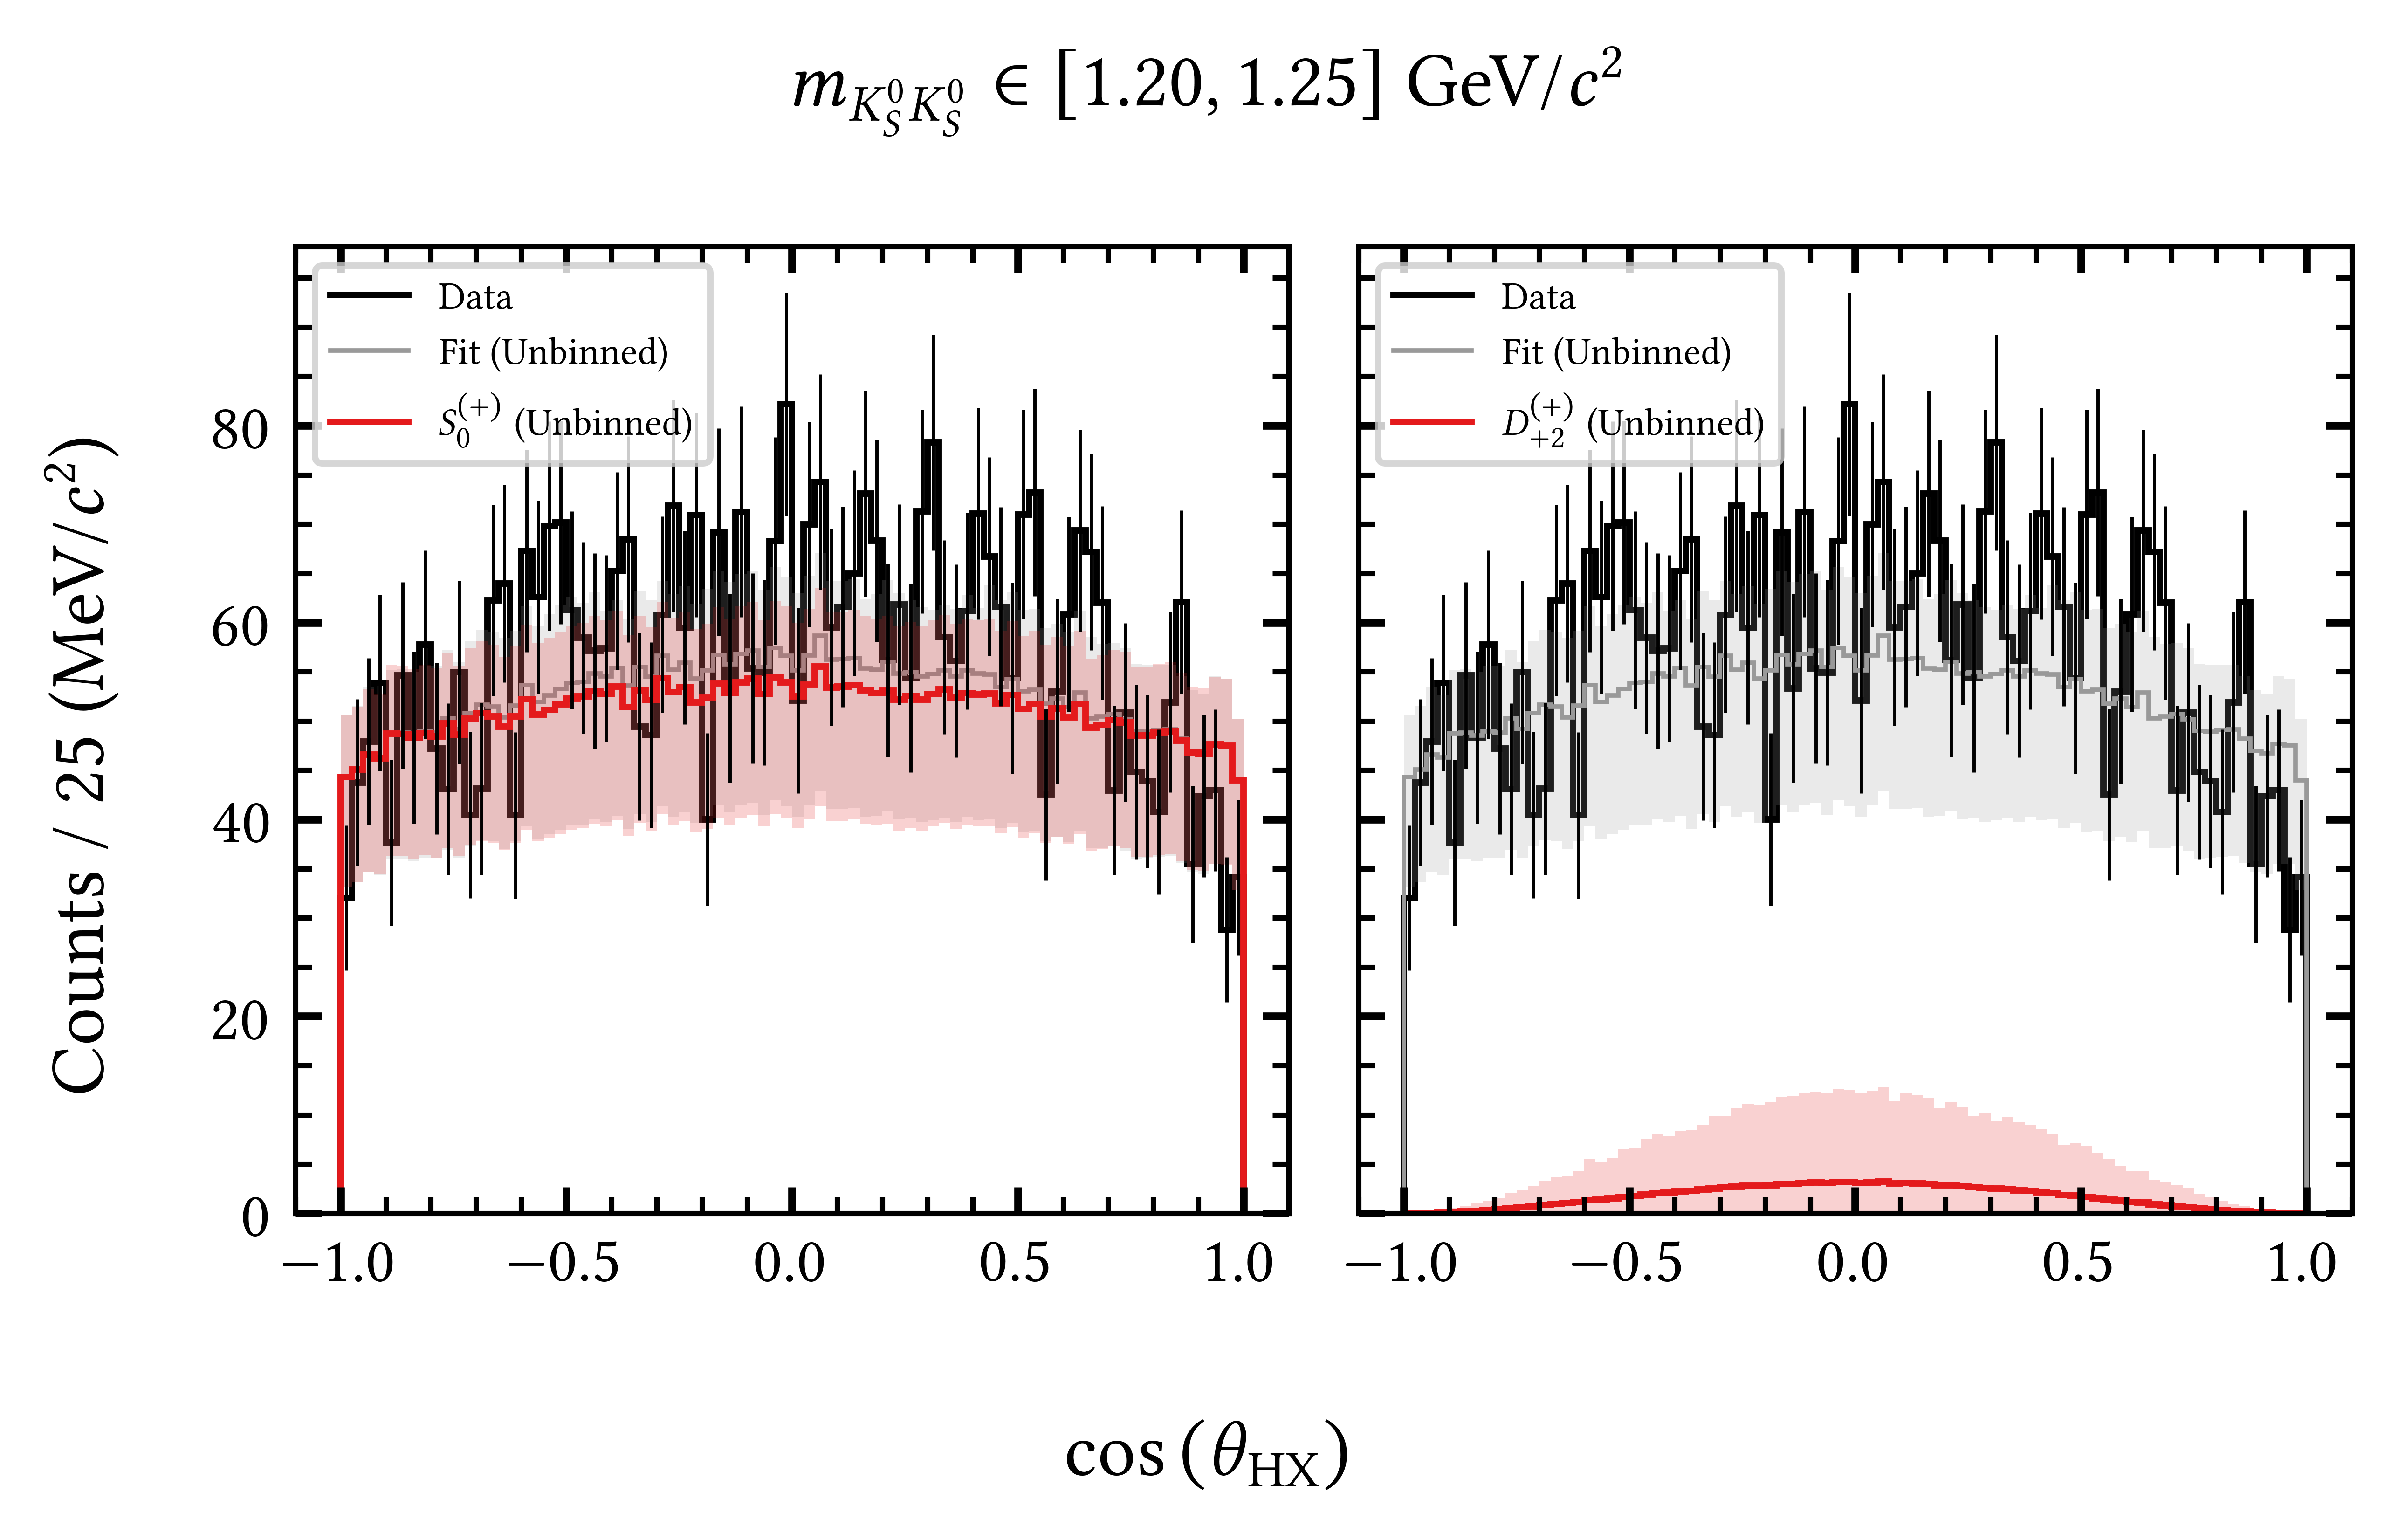 m_{K_S^0 K_S^0} ∈ [1.20, 1.25] GeV/c²
Counts / 25 (MeV/c²)
80
60
40
20
0
Data
Fit (Unbinned)
S_0^{(+)} (Unbinned)
−1.0 −0.5 0.0 0.5 1.0
Data
Fit (Unbinned)
D_{+2}^{(+)} (Unbinned)
−1.0 −0.5 0.0 0.5 1.0
cos (θ_HX)